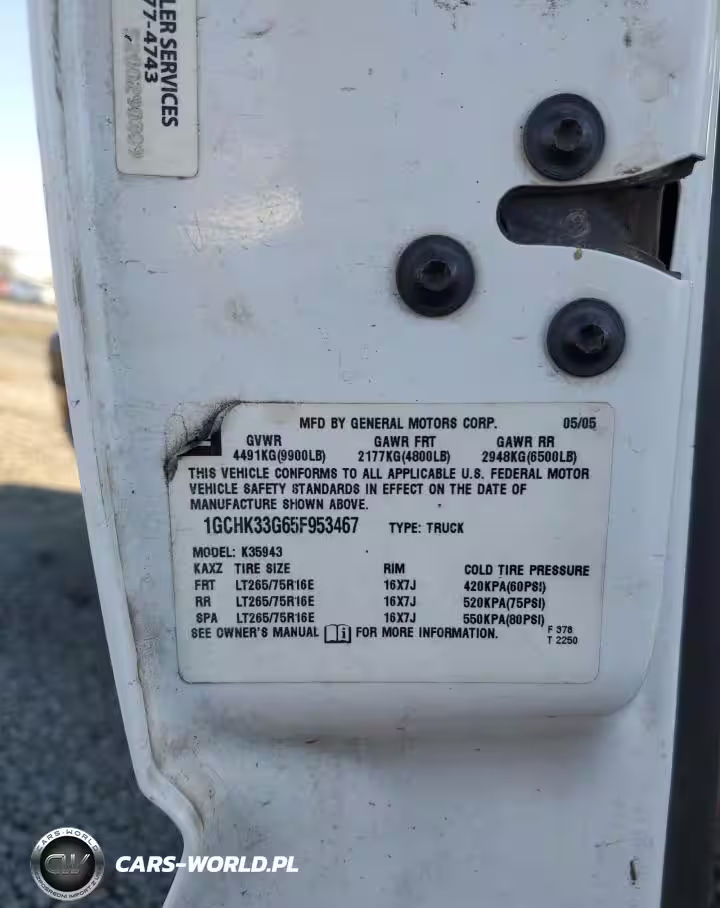 LER SERVICES
77-4743
MFD BY GENERAL MOTORS CORP. 05/05
GVWR GAWR FRT GAWR RR
4491KG(9900LB) 2177KG(4800LB) 2948KG(6500LB)
THIS VEHICLE CONFORMS TO ALL APPLICABLE U.S. FEDERAL MOTOR
VEHICLE SAFETY STANDARDS IN EFFECT ON THE DATE OF
MANUFACTURE SHOWN ABOVE.
1GCHK33G65F953467 TYPE: TRUCK
MODEL: K35943
KAXZ TIRE SIZE RIM COLD TIRE PRESSURE
FRT LT265/75R16E 16X7J 420KPA(60PSI)
RR LT265/75R16E 16X7J 520KPA(75PSI)
SPA LT265/75R16E 16X7J 550KPA(80PSI)
SEE OWNER'S MANUAL FOR MORE INFORMATION.
F 378
T 2250
CARS-WORLD
CW
CARS-WORLD.PL